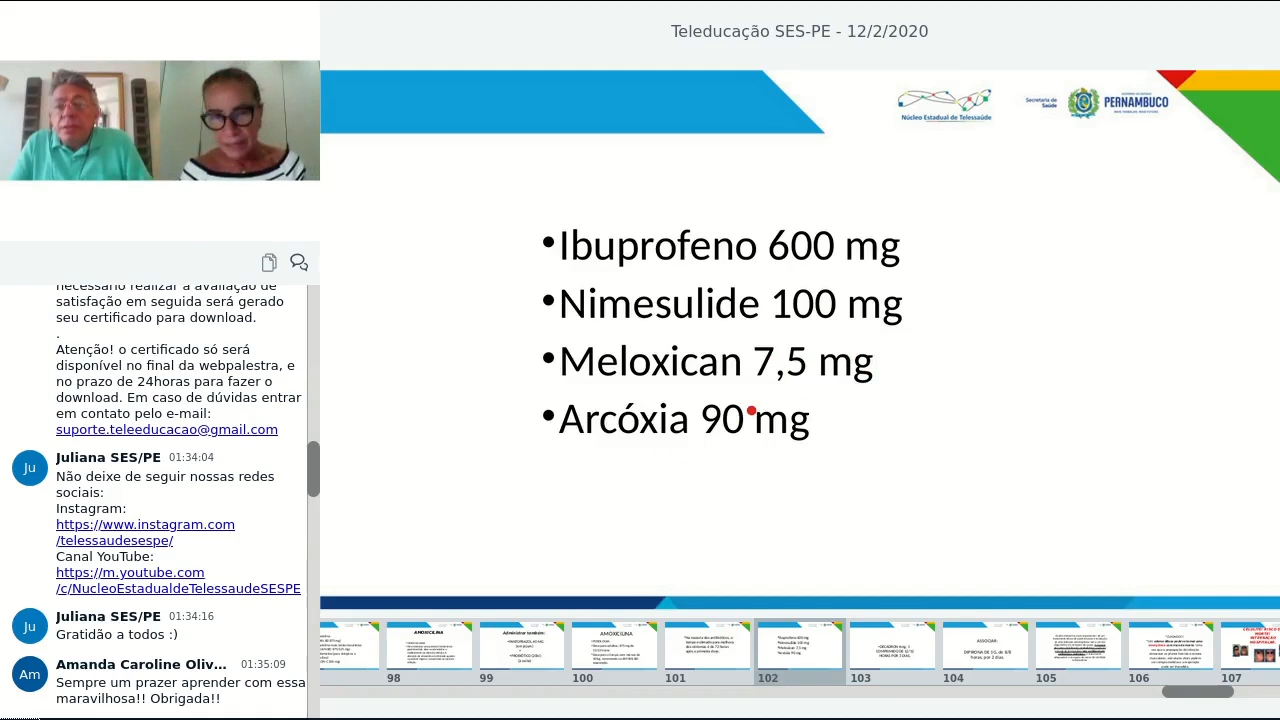 Teleducação SES-PE - 12/2/2020
Núcleo Estadual de Telessaúde
Secretaria de
Saúde
PERNAMBUCO
•Ibuprofeno 600 mg
•Nimesulide 100 mg
•Meloxican 7,5 mg
•Arcóxia 90 mg
necessário realizar a avaliação de
satisfação em seguida será gerado
seu certificado para download.
.
Atenção! o certificado só será
disponível no final da webpalestra, e
no prazo de 24horas para fazer o
download. Em caso de dúvidas entrar
em contato pelo e-mail:
suporte.teleeducacao@gmail.com
Ju
Juliana SES/PE 01:34:04
Não deixe de seguir nossas redes
sociais:
Instagram:
https://www.instagram.com
/telessaudesespe/
Canal YouTube:
https://m.youtube.com
/c/NucleoEstadualdeTelessaudeSESPE
Ju
Juliana SES/PE 01:34:16
Gratidão a todos :)
Am
Amanda Caroline Oliv... 01:35:09
Sempre um prazer aprender com essa
maravilhosa!! Obrigada!!
AMOXICILINA
Administrar também:
AMOXICILINA
ASSOCIAR:
98
99
100
101
102
103
104
105
106
107